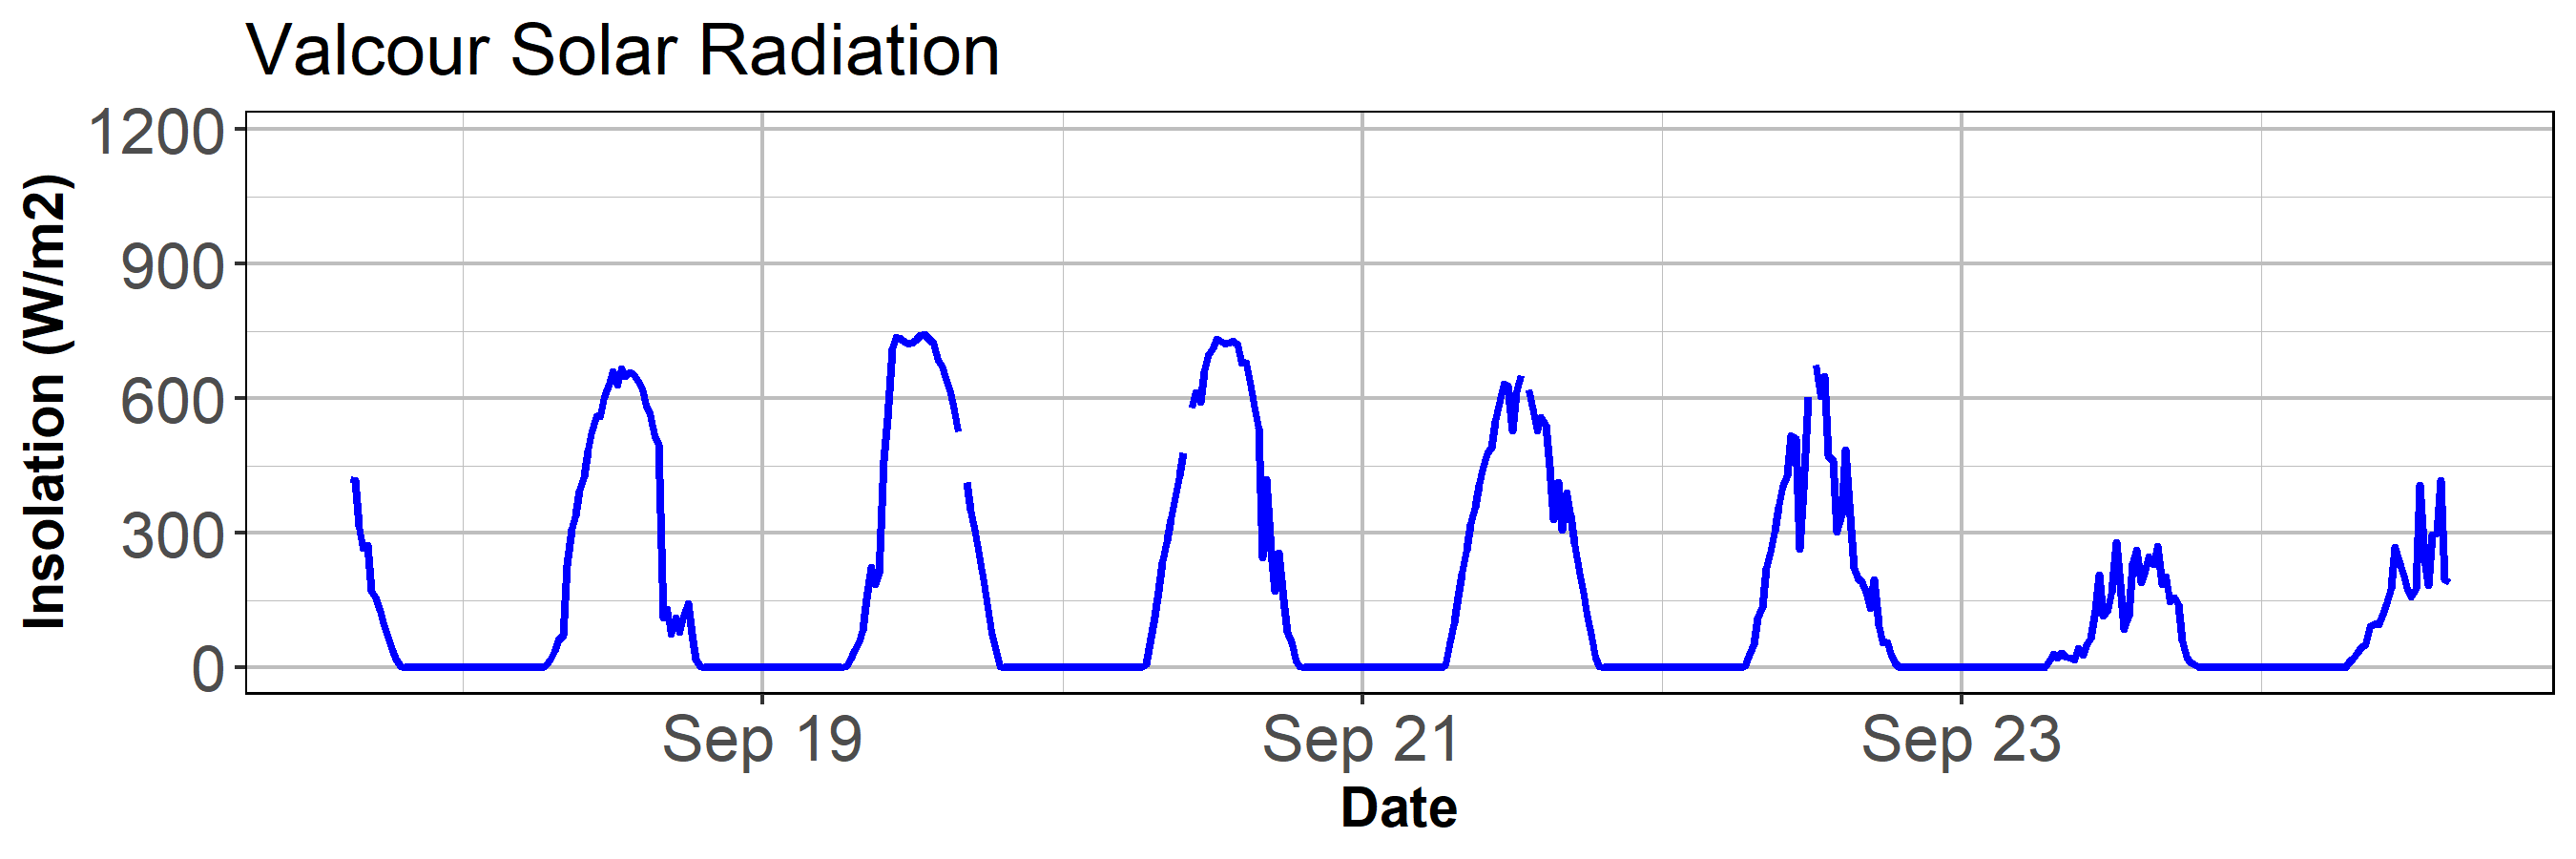 Valcour Solar Radiation
1200
900
600
300
0
Insolation (W/m2)
Sep 19 Sep 21 Sep 23
Date